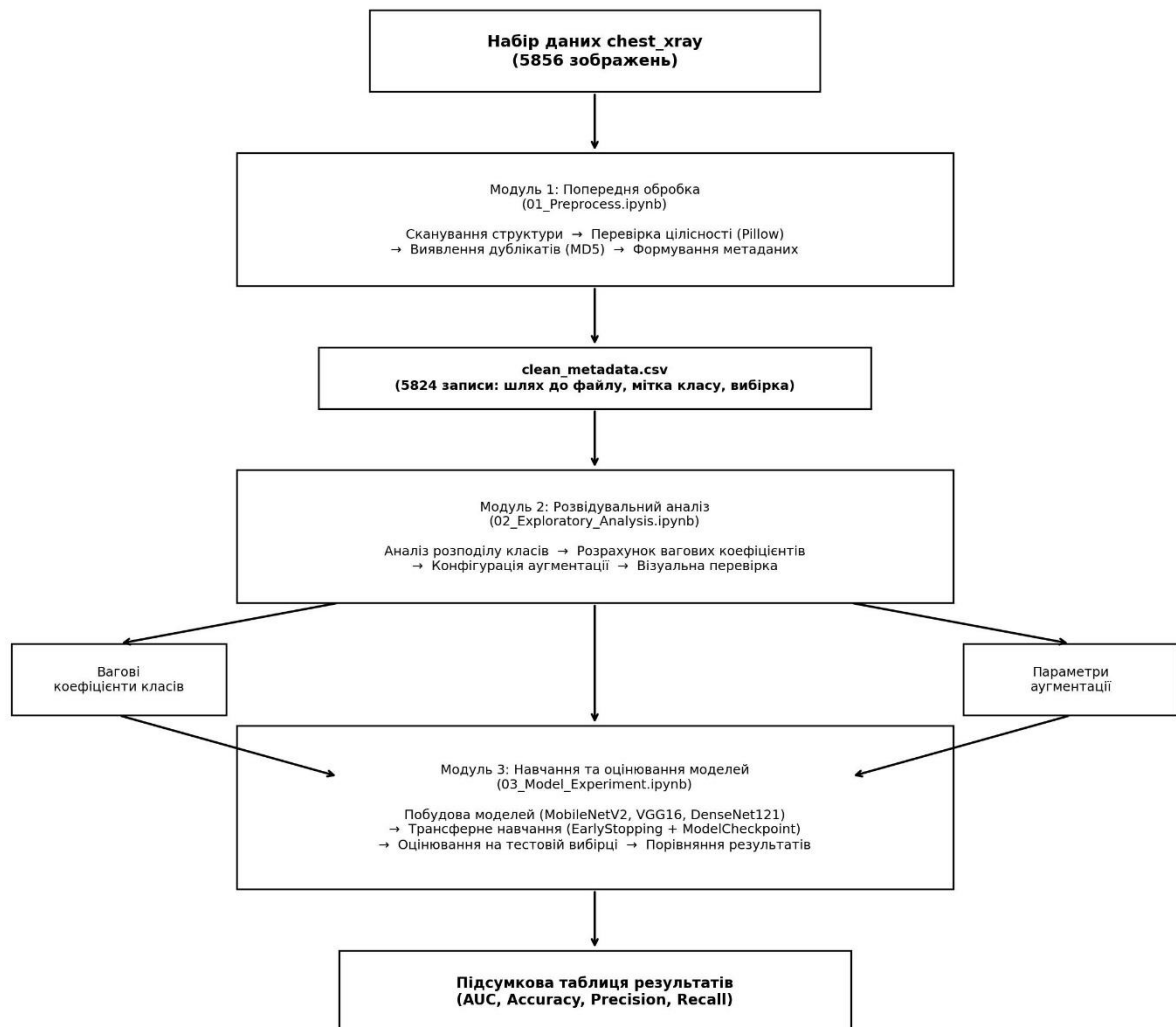 Набір даних chest_xray
(5856 зображень)
Модуль 1: Попередня обробка
(01_Preprocess.ipynb)
Сканування структури → Перевірка цілісності (Pillow)
→ Виявлення дублікатів (MD5) → Формування метаданих
clean_metadata.csv
(5824 записи: шлях до файлу, мітка класу, вибірка)
Модуль 2: Розвідувальний аналіз
(02_Exploratory_Analysis.ipynb)
Аналіз розподілу класів → Розрахунок вагових коефіцієнтів
→ Конфігурація аугментації → Візуальна перевірка
Вагові
коефіцієнти класів
Параметри
аугментації
Модуль 3: Навчання та оцінювання моделей
(03_Model_Experiment.ipynb)
Побудова моделей (MobileNetV2, VGG16, DenseNet121)
→ Трансферне навчання (EarlyStopping + ModelCheckpoint)
→ Оцінювання на тестовій вибірці → Порівняння результатів
Підсумкова таблиця результатів
(AUC, Accuracy, Precision, Recall)